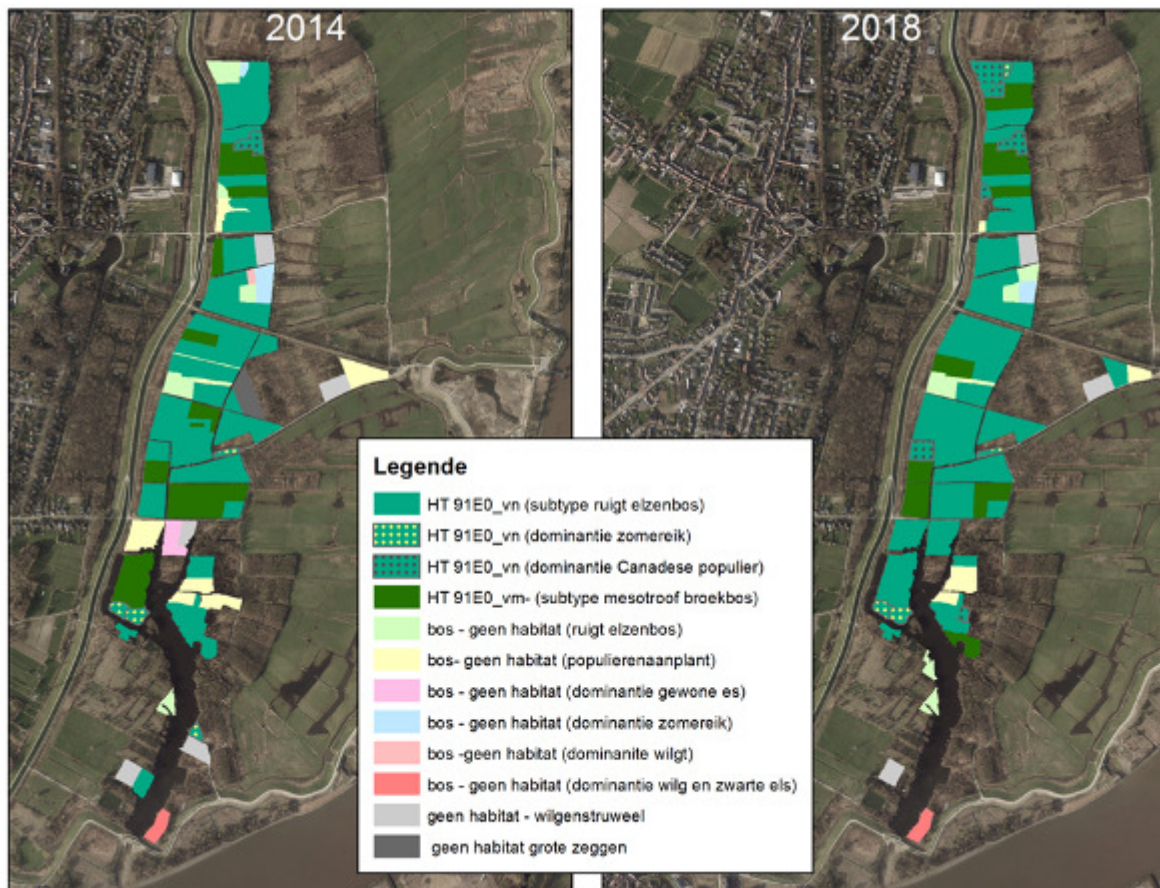 2014
2018
Legende
HT 91E0_vn (subtype ruigt elzenbos)
HT 91E0_vn (dominantie zomereik)
HT 91E0_vn (dominantie Canadese populier)
HT 91E0_vm- (subtype mesotroof broekbos)
bos - geen habitat (ruigt elzenbos)
bos- geen habitat (populierenaanplant)
bos - geen habitat (dominantie gewone es)
bos - geen habitat (dominantie zomereik)
bos -geen habitat (dominanite wilgt)
bos - geen habitat (dominantie wilg en zwarte els)
geen habitat - wilgenstruweel
geen habitat grote zeggen